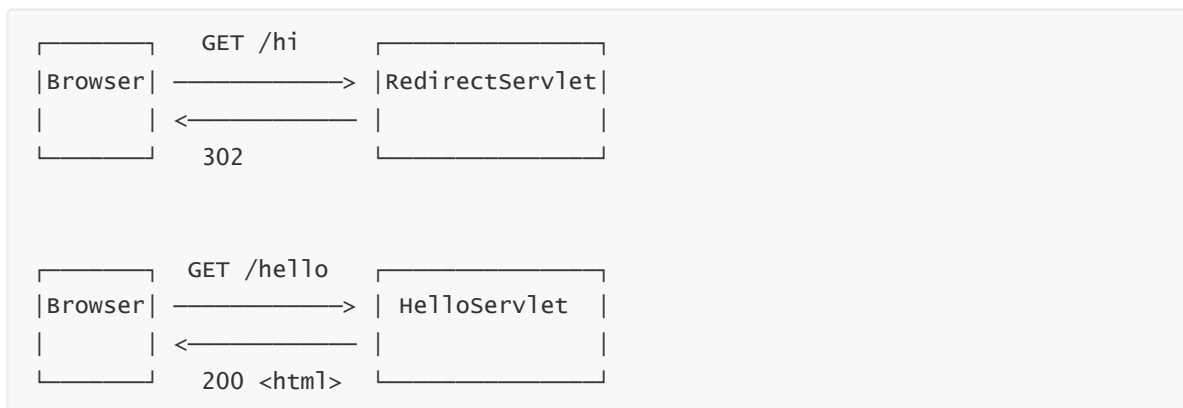 GET /hi
Browser RedirectServlet
302
GET /hello
Browser HelloServlet
200 <html>